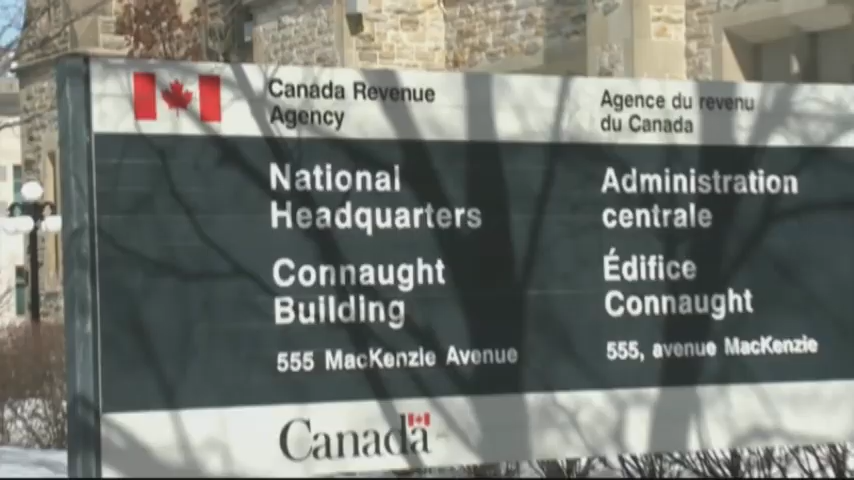 Canada Revenue
Agency
Agence du revenu
du Canada
National
Headquarters
Administration
centrale
Connaught
Building
Édifice
Connaught
555 MacKenzie Avenue
555, avenue MacKenzie
Canada